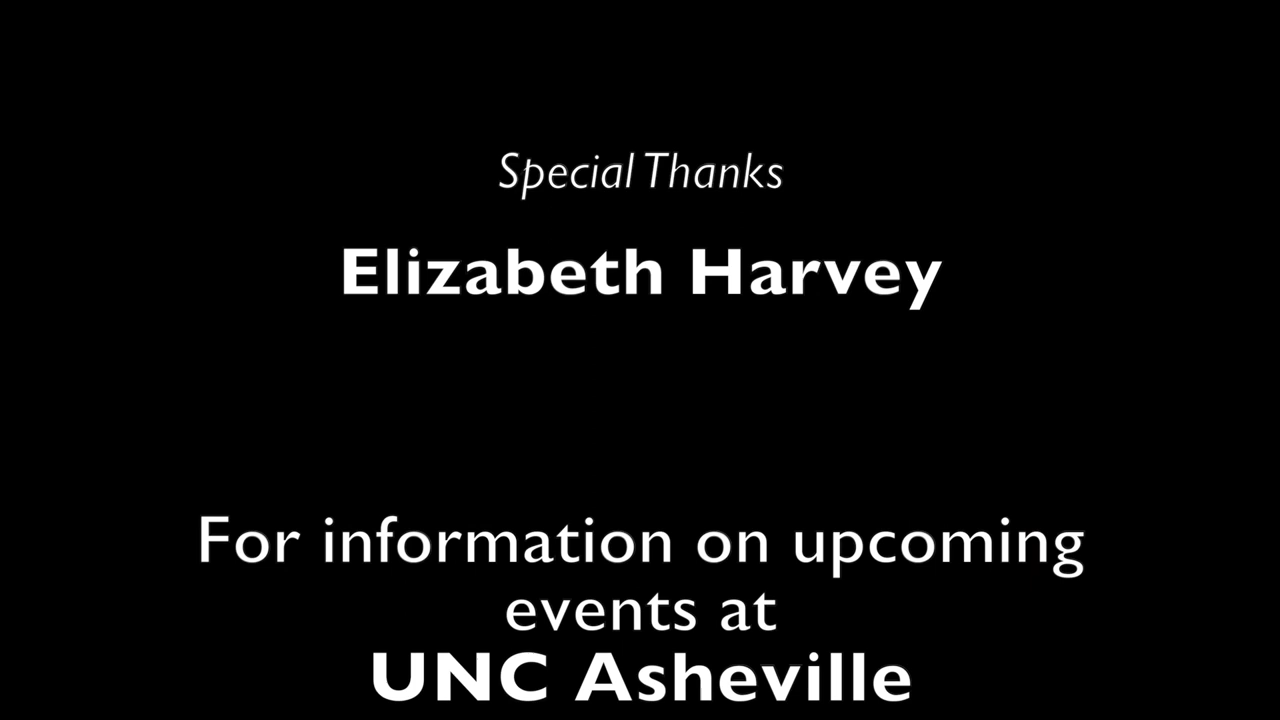 Special Thanks
Elizabeth Harvey
For information on upcoming
events at
UNC Asheville